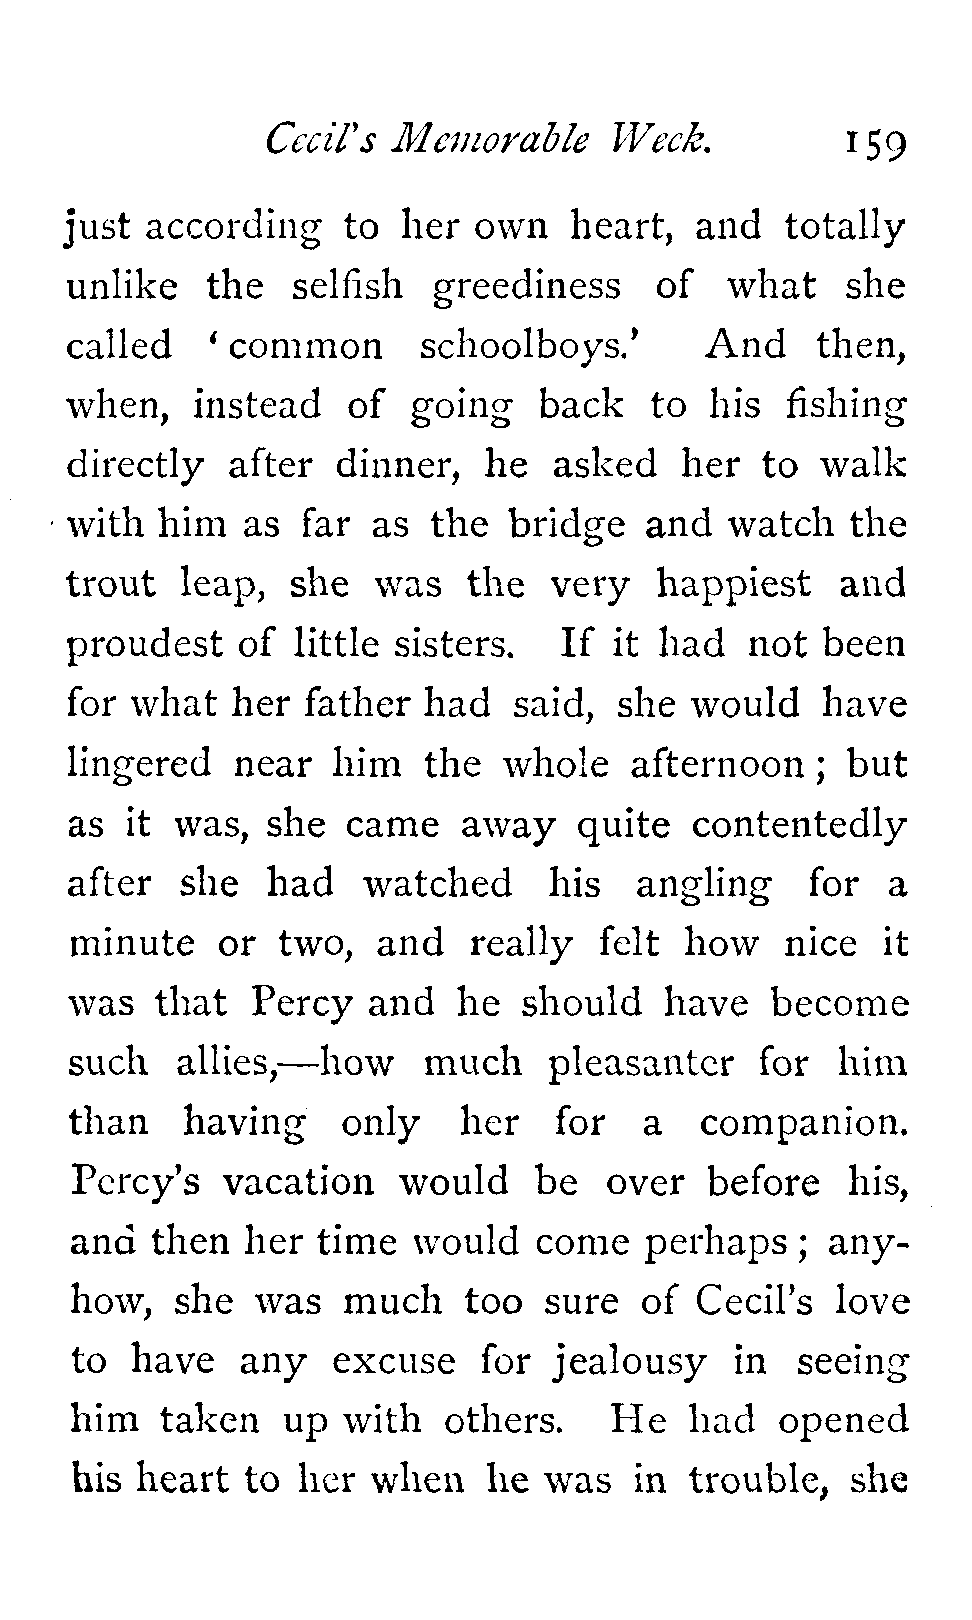 Cecil's Memorable Week. 159
just according to her own heart, and totally
unlike the selfish greediness of what she
called ‘common schoolboys.’ And then,
when, instead of going back to his fishing
directly after dinner, he asked her to walk
with him as far as the bridge and watch the
trout leap, she was the very happiest and
proudest of little sisters. If it had not been
for what her father had said, she would have
lingered near him the whole afternoon; but
as it was, she came away quite contentedly
after she had watched his angling for a
minute or two, and really felt how nice it
was that Percy and he should have become
such allies,—how much pleasanter for him
than having only her for a companion.
Percy's vacation would be over before his,
and then her time would come perhaps; any-
how, she was much too sure of Cecil's love
to have any excuse for jealousy in seeing
him taken up with others. He had opened
his heart to her when he was in trouble, she